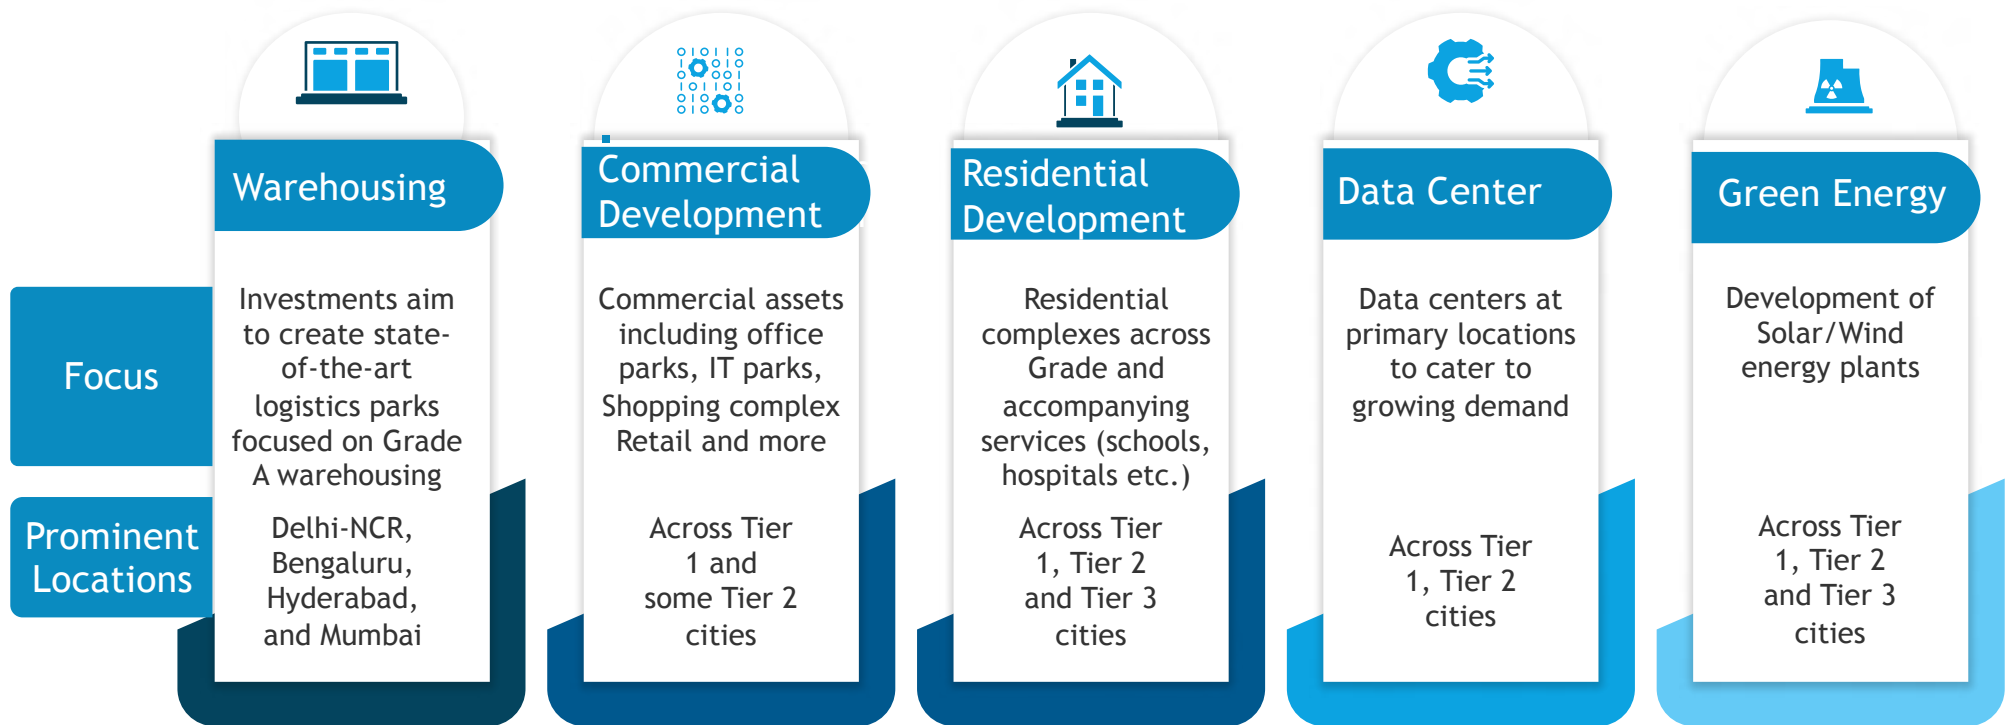 Warehousing
Commercial
Development
Residential
Development
Data Center
Green Energy
Focus
Investments aim
to create state-
of-the-art
logistics parks
focused on Grade
A warehousing
Commercial assets
including office
parks, IT parks,
Shopping complex
Retail and more
Residential
complexes across
Grade and
accompanying
services (schools,
hospitals etc.)
Data centers at
primary locations
to cater to
growing demand
Development of
Solar/Wind
energy plants
Prominent
Locations
Delhi-NCR,
Bengaluru,
Hyderabad,
and Mumbai
Across Tier
1 and
some Tier 2
cities
Across Tier
1, Tier 2
and Tier 3
cities
Across Tier
1, Tier 2
cities
Across Tier
1, Tier 2
and Tier 3
cities